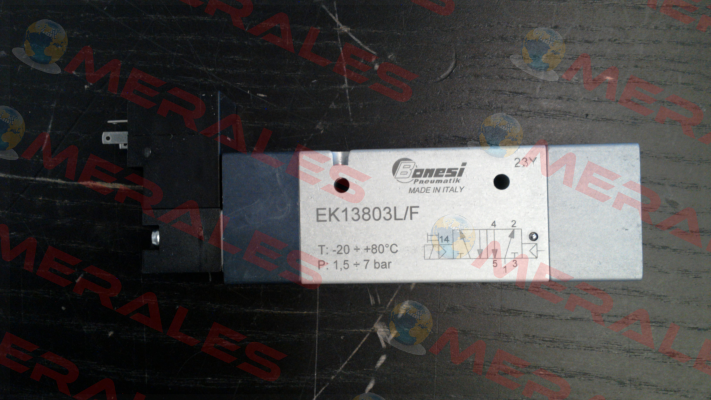 MERALES
MERALES
MERALES
MERALES
MERALES
Bonesi
Pneumatik
MADE IN ITALY
23Y
EK13803L/F
T: -20 ÷ +80°C
P: 1,5 ÷ 7 bar
14
4 2
5 1 3